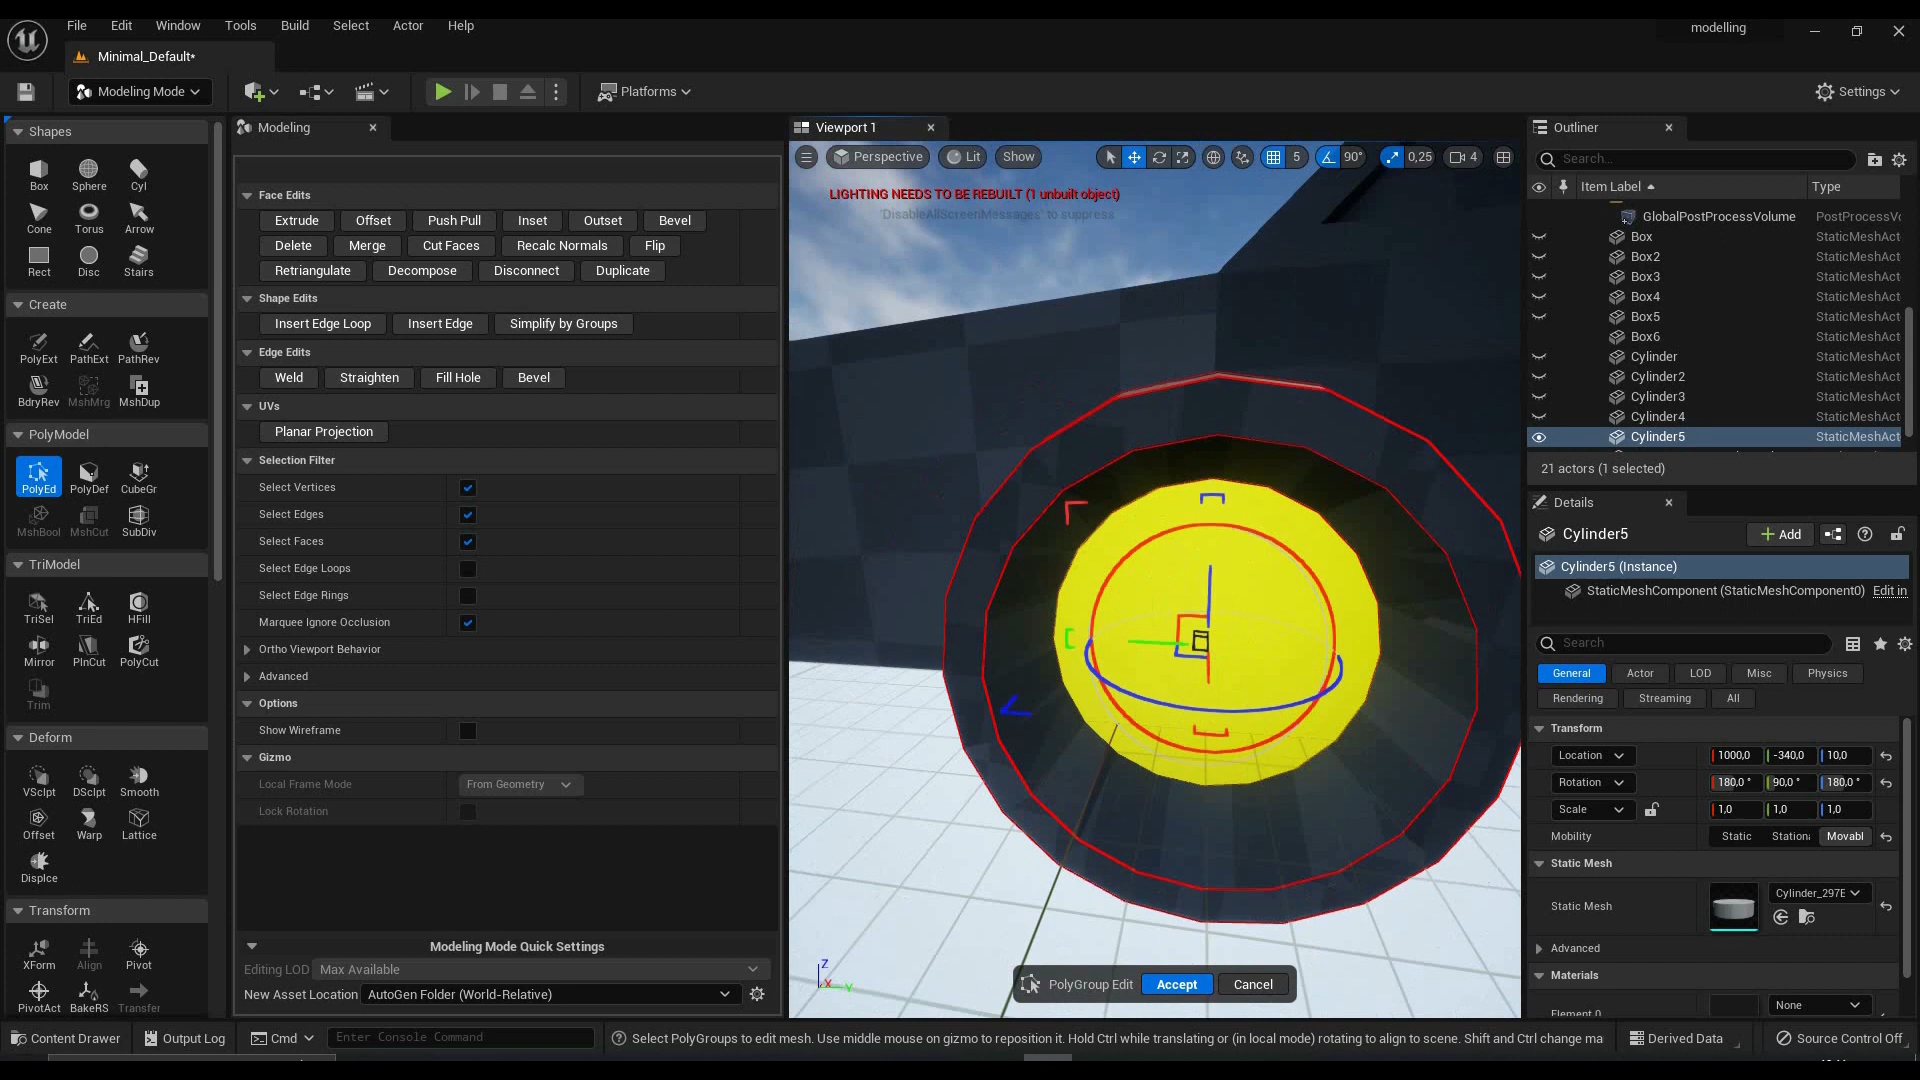 File Edit Window Tools Build Select Actor Help
modelling
Minimal_Default*
Modeling Mode
Platforms
Settings
Shapes
Box Sphere Cyl
Cone Torus Arrow
Rect Disc Stairs
Create
PolyExt PathExt PathRev
BdryRev MshMrg MshDup
PolyModel
PolyEd PolyDef CubeGr
MshBool MshCut SubDiv
TriModel
TriSel TriEd HFill
Mirror PlnCut PolyCut
Trim
Deform
VSclpt DSclpt Smooth
Offset Warp Lattice
Displce
Transform
XForm Align Pivot
PivotAct BakeRS Transfer
Modeling
Face Edits
Extrude Offset Push Pull Inset Outset Bevel
Delete Merge Cut Faces Recalc Normals Flip
Retriangulate Decompose Disconnect Duplicate
Shape Edits
Insert Edge Loop Insert Edge Simplify by Groups
Edge Edits
Weld Straighten Fill Hole Bevel
UVs
Planar Projection
Selection Filter
Select Vertices
Select Edges
Select Faces
Select Edge Loops
Select Edge Rings
Marquee Ignore Occlusion
Ortho Viewport Behavior
Advanced
Options
Show Wireframe
Gizmo
Local Frame Mode From Geometry
Lock Rotation
Modeling Mode Quick Settings
Editing LOD Max Available
New Asset Location AutoGen Folder (World-Relative)
Viewport 1
Perspective Lit Show 5 90° 0,25 4
LIGHTING NEEDS TO BE REBUILT (1 unbuilt object)
'DisableAllScreenMessages' to suppress
Z
X Y
PolyGroup Edit Accept Cancel
Outliner
Search...
Item Label Type
GlobalPostProcessVolume PostProcessVo
Box StaticMeshAct
Box2 StaticMeshAct
Box3 StaticMeshAct
Box4 StaticMeshAct
Box5 StaticMeshAct
Box6 StaticMeshAct
Cylinder StaticMeshAct
Cylinder2 StaticMeshAct
Cylinder3 StaticMeshAct
Cylinder4 StaticMeshAct
Cylinder5 StaticMeshAct
21 actors (1 selected)
Details
Cylinder5 Add
Cylinder5 (Instance)
StaticMeshComponent (StaticMeshComponent0) Edit in
Search
General Actor LOD Misc Physics
Rendering Streaming All
Transform
Location 1000,0 -340,0 10,0
Rotation 180,0 ° 90,0 ° 180,0 °
Scale 1,0 1,0 1,0
Mobility Static Station Movabl
Static Mesh
Static Mesh Cylinder_297E
Advanced
Materials
Element 0 None
Content Drawer Output Log Cmd Enter Console Command Select PolyGroups to edit mesh. Use middle mouse on gizmo to reposition it. Hold Ctrl while translating or (in local mode) rotating to align to scene. Shift and Ctrl change ma Derived Data Source Control Off